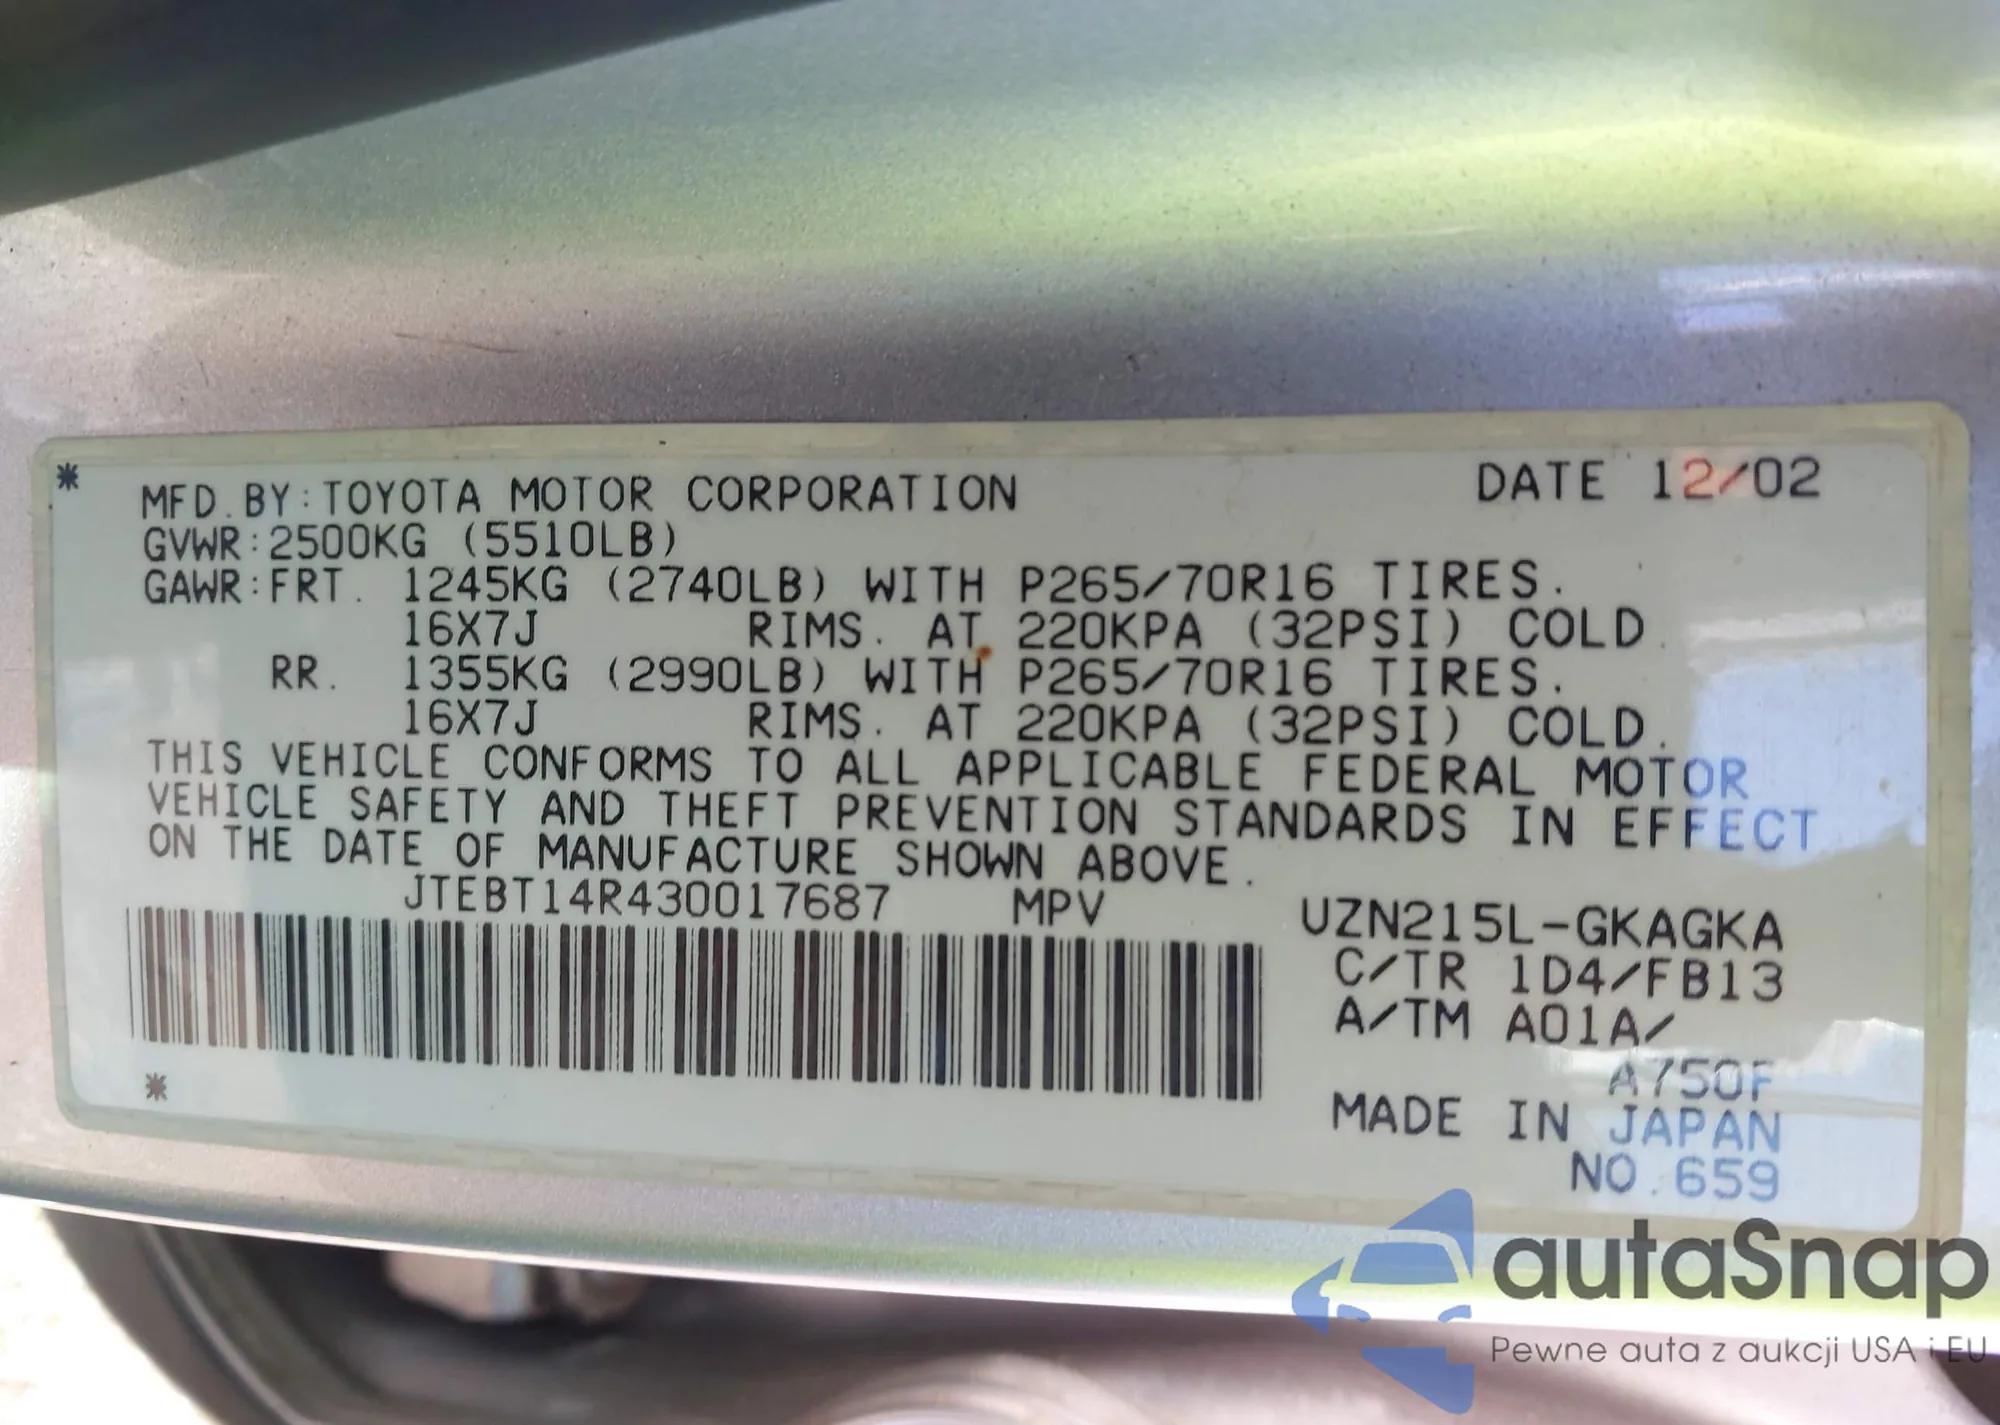 MFD.BY:TOYOTA MOTOR CORPORATION DATE 12/02
GVWR:2500KG (5510LB)
GAWR:FRT. 1245KG (2740LB) WITH P265/70R16 TIRES.
16X7J RIMS. AT 220KPA (32PSI) COLD.
RR. 1355KG (2990LB) WITH P265/70R16 TIRES.
16X7J RIMS. AT 220KPA (32PSI) COLD.
THIS VEHICLE CONFORMS TO ALL APPLICABLE FEDERAL MOTOR
VEHICLE SAFETY AND THEFT PREVENTION STANDARDS IN EFFECT
ON THE DATE OF MANUFACTURE SHOWN ABOVE.
JTEBT14R430017687 MPV UZN215L-GKAGKA
C/TR 1D4/FB13
A/TM A01A/
A750F
MADE IN JAPAN
NO.659
autaSnap
Pewne auta z aukcji USA i EU